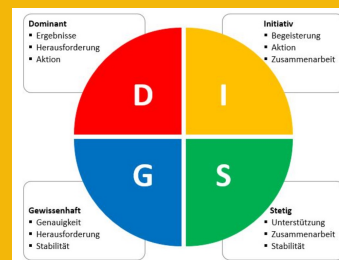 Dominant
▪ Ergebnisse
▪ Herausforderung
▪ Aktion
Initiativ
▪ Begeisterung
▪ Aktion
▪ Zusammenarbeit
D
I
G
S
Gewissenhaft
▪ Genauigkeit
▪ Herausforderung
▪ Stabilität
Stetig
▪ Unterstützung
▪ Zusammenarbeit
▪ Stabilität